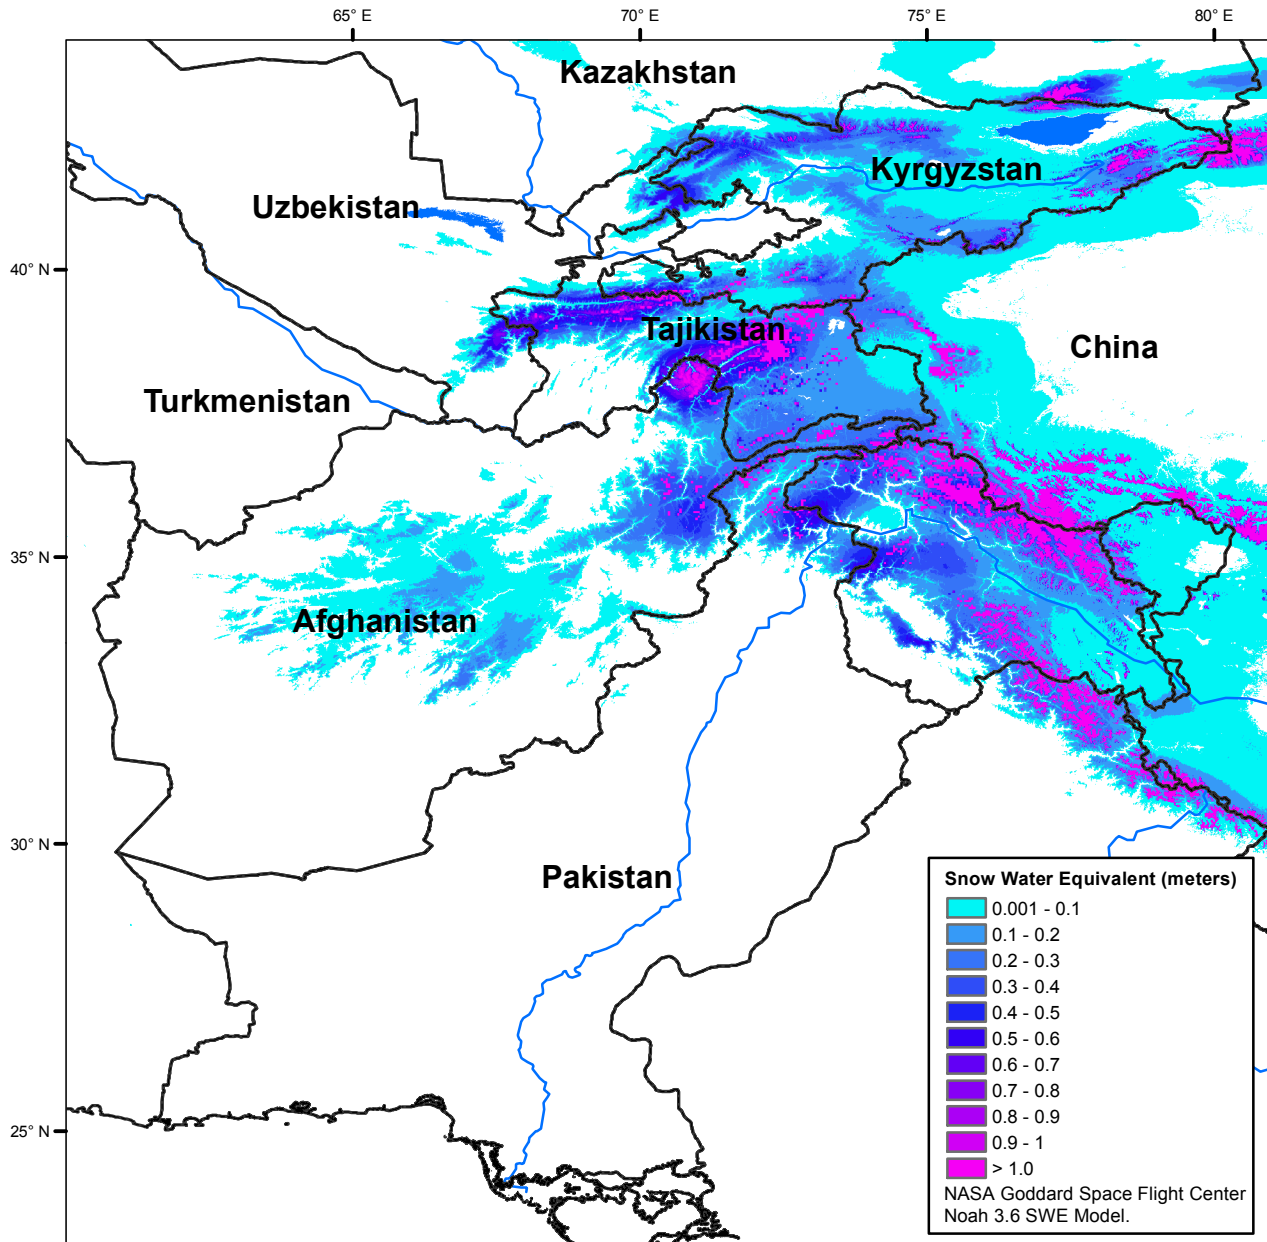 65° E
70° E
75° E
80° E
Kazakhstan
Kyrgyzstan
Uzbekistan
40° N
Tajikistan
China
Turkmenistan
35° N
Afghanistan
30° N
Pakistan
25° N
Snow Water Equivalent (meters)
0.001 - 0.1
0.1 - 0.2
0.2 - 0.3
0.3 - 0.4
0.4 - 0.5
0.5 - 0.6
0.6 - 0.7
0.7 - 0.8
0.8 - 0.9
0.9 - 1
> 1.0
NASA Goddard Space Flight Center
Noah 3.6 SWE Model.